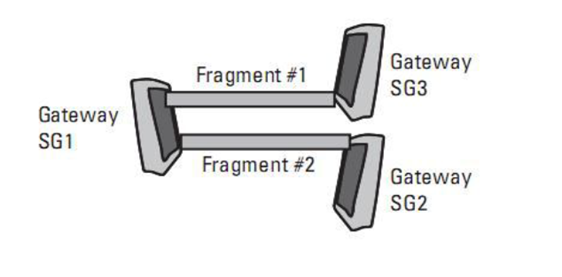 Fragment #1
Gateway
SG3
Gateway
SG1
Fragment #2
Gateway
SG2